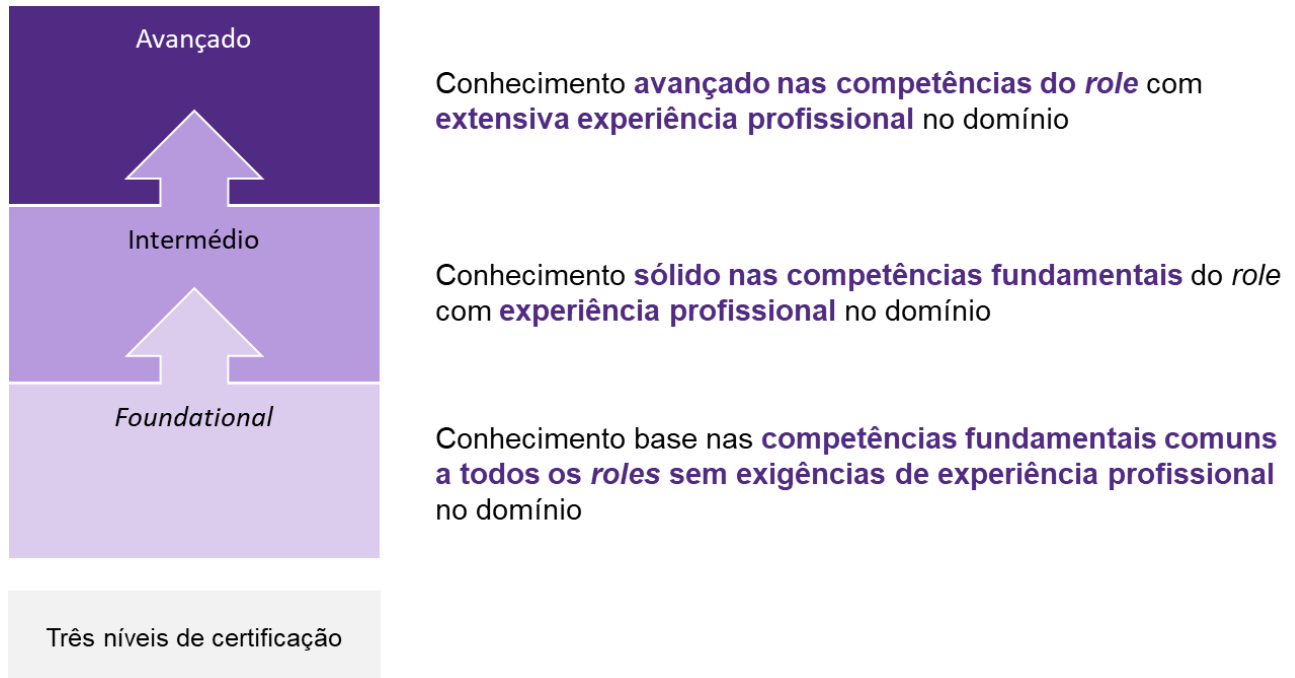 Avançado
Conhecimento avançado nas competências do role com
extensiva experiência profissional no domínio
Intermédio
Conhecimento sólido nas competências fundamentais do role
com experiência profissional no domínio
Foundational
Conhecimento base nas competências fundamentais comuns
a todos os roles sem exigências de experiência profissional
no domínio
Três níveis de certificação